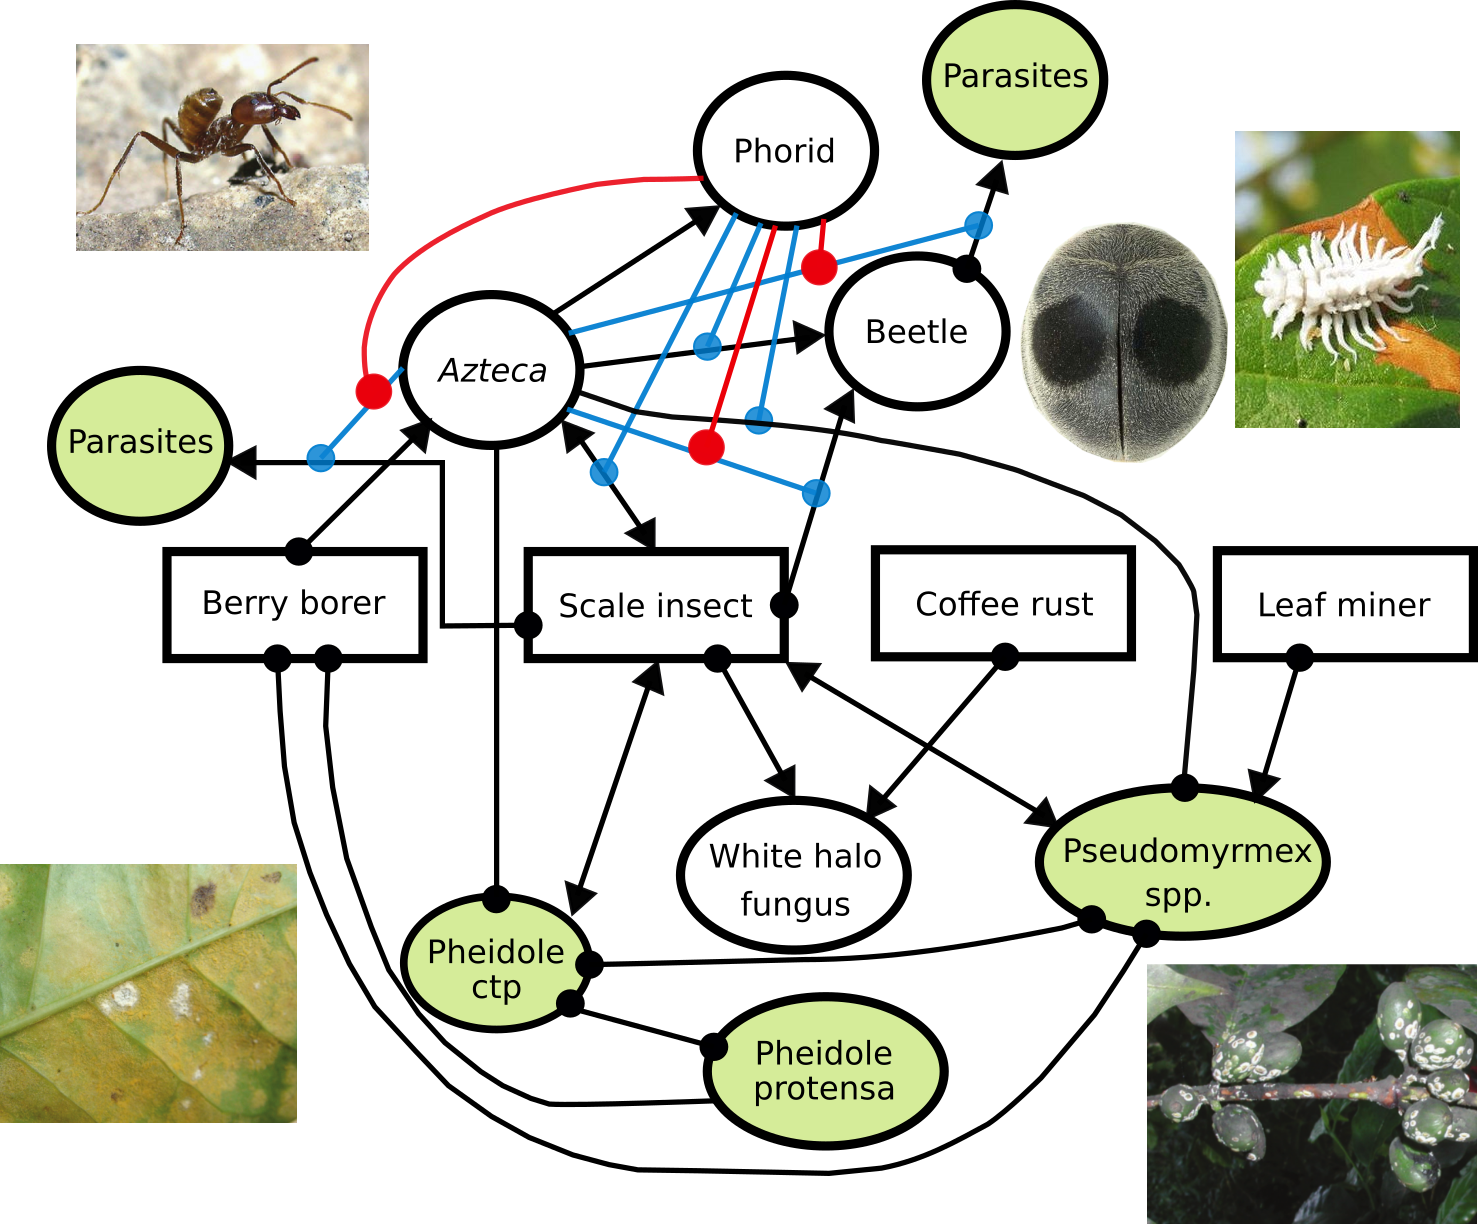 Parasites
Phorid
Beetle
Azteca
Parasites
Berry borer
Scale insect
Coffee rust
Leaf miner
White halo
fungus
Pseudomyrmex
spp.
Pheidole
ctp
Pheidole
protensa